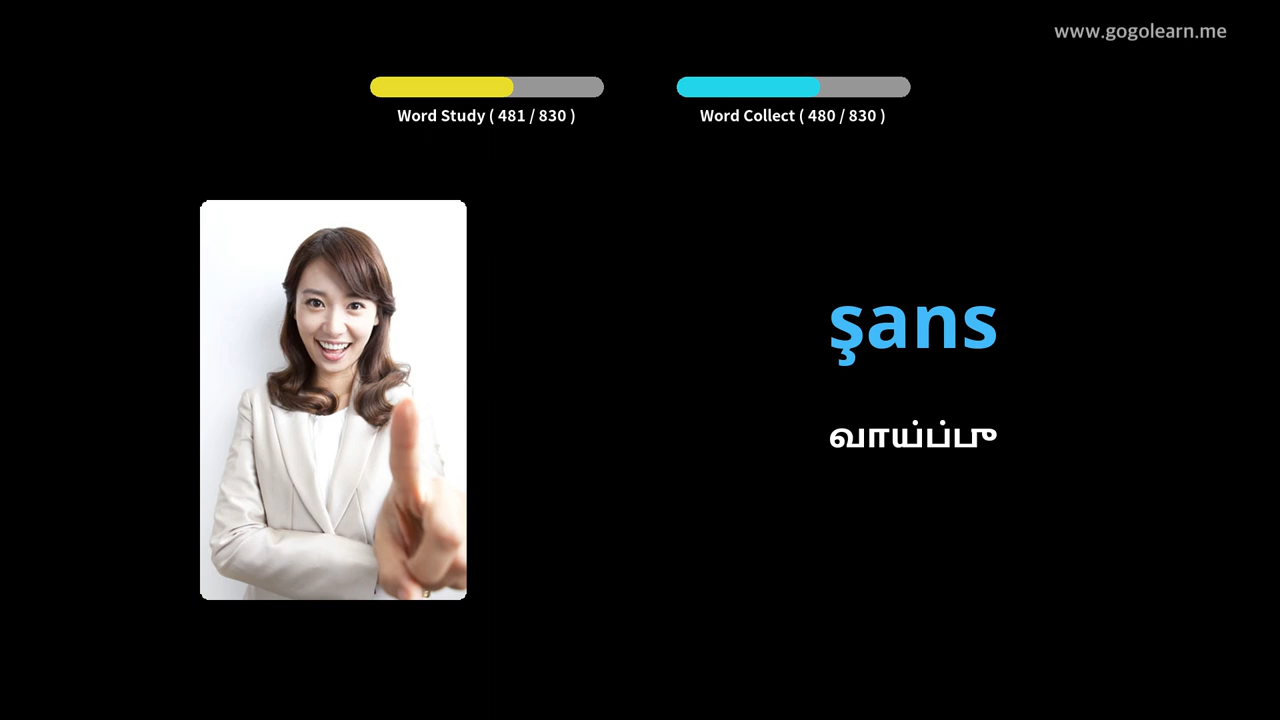 www.gogolearn.me
Word Study ( 481 / 830 )
Word Collect ( 480 / 830 )
şans
வாய்ப்பு